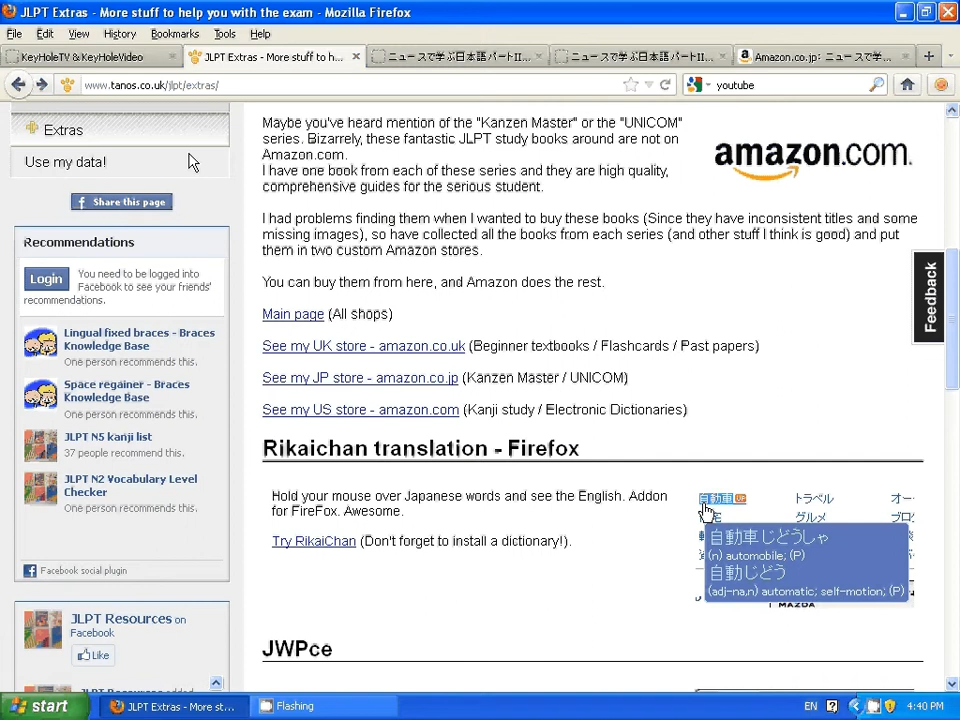 JLPT Extras - More stuff to help you with the exam - Mozilla Firefox
File Edit View History Bookmarks Tools Help
KeyHoleTV & KeyHoleVideo
JLPT Extras - More stuff to h...
ニュースで学ぶ日本語パートII...
ニュースで学ぶ日本語パートII...
Amazon.co.jp: ニュースで学...
www.tanos.co.uk/jlpt/extras/
youtube
Extras
Use my data!
Share this page
Recommendations
Login
You need to be logged into
Facebook to see your friends'
recommendations.
Lingual fixed braces - Braces
Knowledge Base
One person recommends this.
Space regainer - Braces
Knowledge Base
One person recommends this.
JLPT N5 kanji list
37 people recommend this.
JLPT N2 Vocabulary Level
Checker
One person recommends this.
Facebook social plugin
JLPT Resources on
Facebook
Like
Maybe you've heard mention of the "Kanzen Master" or the "UNICOM"
series. Bizarrely, these fantastic JLPT study books around are not on
Amazon.com.
I have one book from each of these series and they are high quality,
comprehensive guides for the serious student.
amazon.com.
I had problems finding them when I wanted to buy these books (Since they have inconsistent titles and some
missing images), so have collected all the books from each series (and other stuff I think is good) and put
them in two custom Amazon stores.
You can buy them from here, and Amazon does the rest.
Main page (All shops)
See my UK store - amazon.co.uk (Beginner textbooks / Flashcards / Past papers)
See my JP store - amazon.co.jp (Kanzen Master / UNICOM)
See my US store - amazon.com (Kanji study / Electronic Dictionaries)
Rikaichan translation - Firefox
Hold your mouse over Japanese words and see the English. Addon
for FireFox. Awesome.
Try RikaiChan (Don't forget to install a dictionary!).
自動車 UP トラベル オー
グルメ ブロ
自動車 じどうしゃ
(n) automobile; (P)
自動 じどう
(adj-na,n) automatic; self-motion; (P)
MAZDA
JWPce
Feedback
start
JLPT Extras - More st...
Flashing
EN
4:40 PM